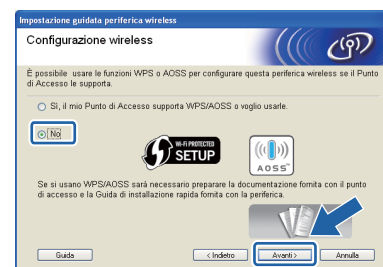 Impostazione guidata periferica wireless
Configurazione wireless
È possibile usare le funzioni WPS o AOSS per configurare questa periferica wireless se il Punto
di Accesso le supporta.
Sì, il mio Punto di Accesso supporta WPS/AOSS o voglio usarle.
No
WI-FI PROTECTED
SETUP
AOSS
Se si usano WPS/AOSS sarà necessario preparare la documentazione fornita con il punto
di accesso e la Guida di installazione rapida fornita con la periferica.
Guida
< Indietro
Avanti >
Annulla